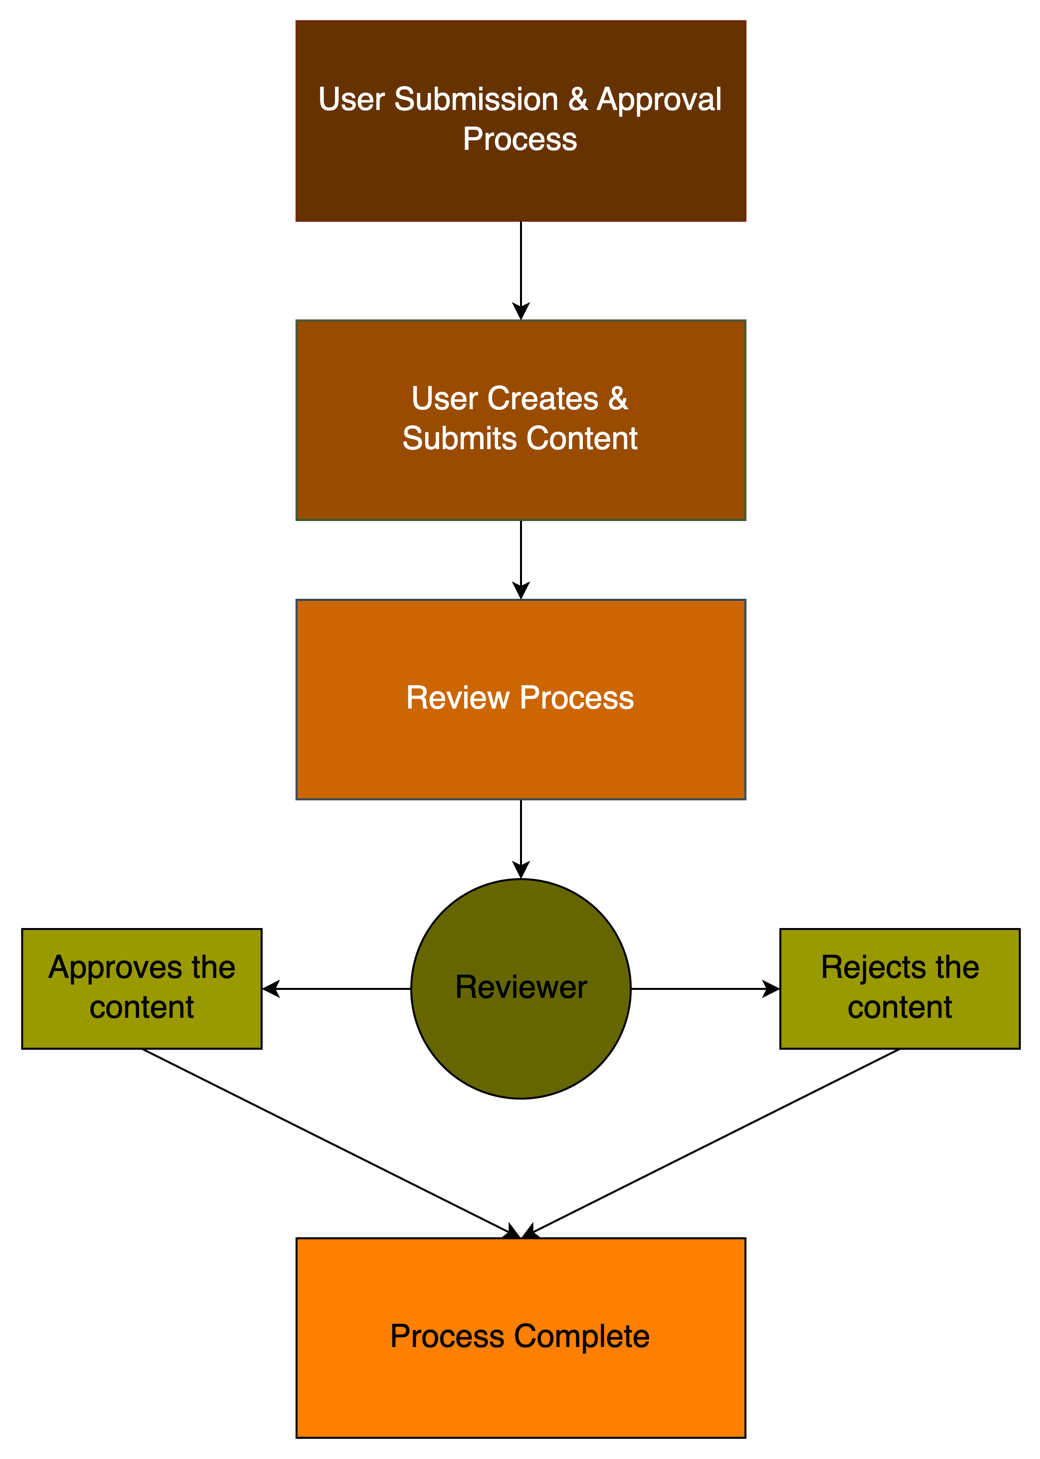 User Submission & Approval
Process
User Creates &
Submits Content
Review Process
Approves the
content
Reviewer
Rejects the
content
Process Complete